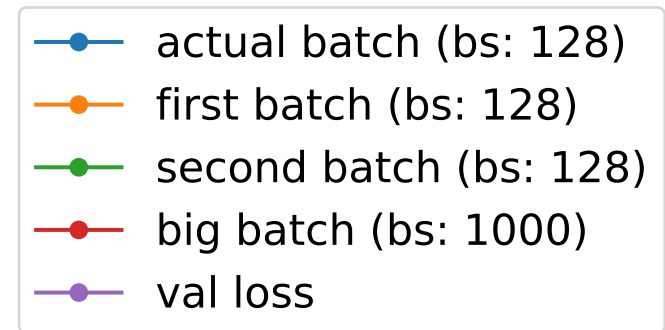 actual batch (bs: 128)
first batch (bs: 128)
second batch (bs: 128)
big batch (bs: 1000)
val loss